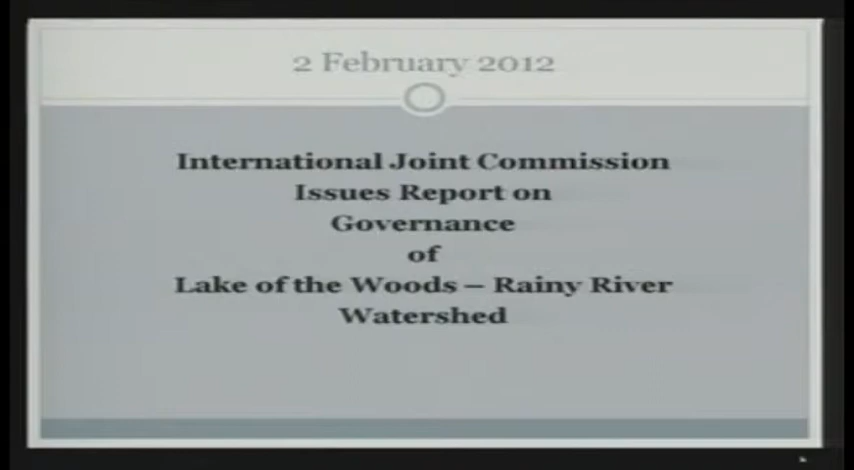 2 February 2012
International Joint Commission
Issues Report on
Governance
of
Lake of the Woods – Rainy River
Watershed